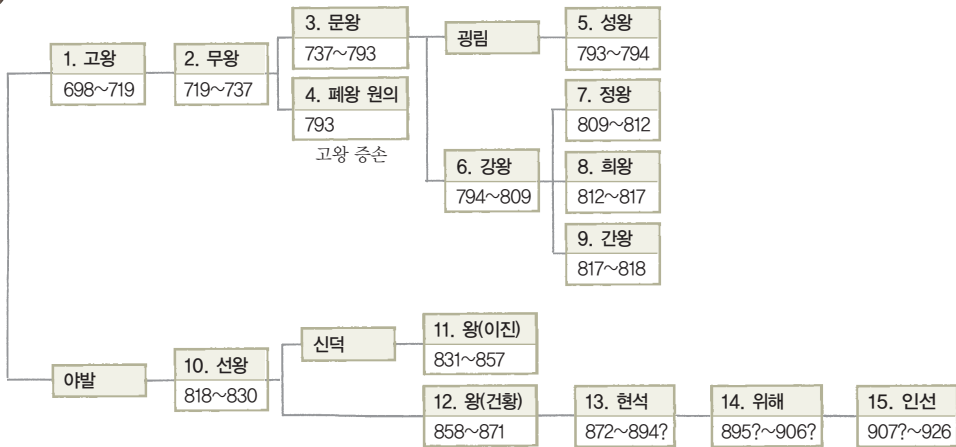 1. 고왕
698~719
2. 무왕
719~737
3. 문왕
737~793
4. 폐왕 원의
793
고왕 증손
굉림
5. 성왕
793~794
6. 강왕
794~809
7. 정왕
809~812
8. 희왕
812~817
9. 간왕
817~818
야발
10. 선왕
818~830
신덕
11. 왕(이진)
831~857
12. 왕(건황)
858~871
13. 현석
872~894?
14. 위해
895?~906?
15. 인선
907?~926